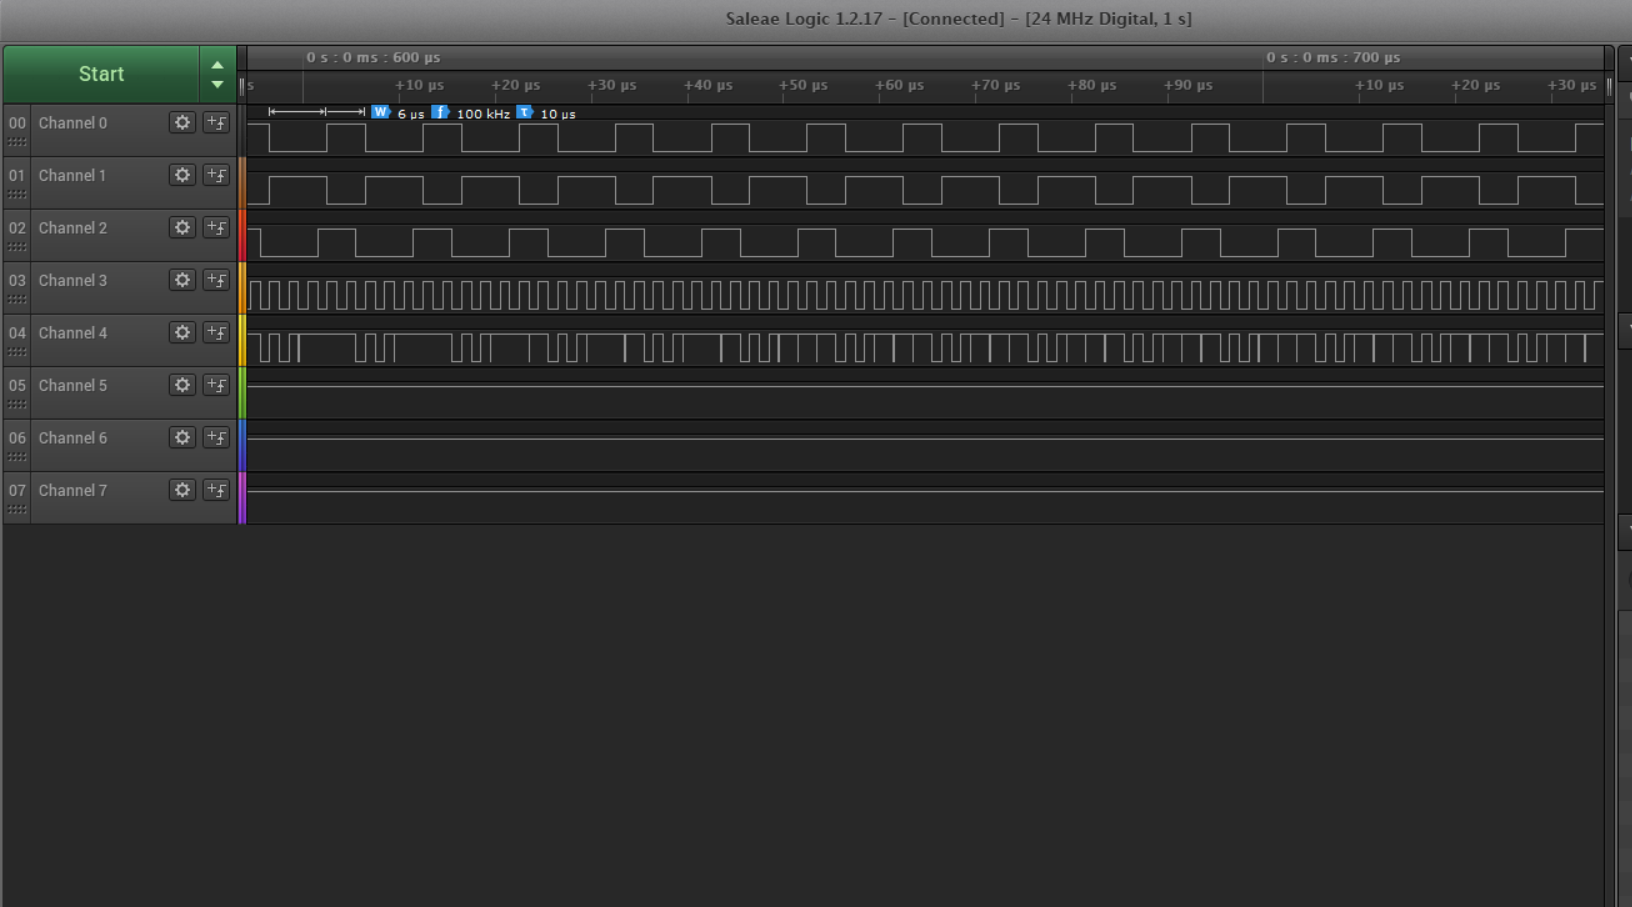 Saleae Logic 1.2.17 - [Connected] - [24 MHz Digital, 1 s]
Start
0 s : 0 ms : 600 µs
0 s : 0 ms : 700 µs
s +10 µs +20 µs +30 µs +40 µs +50 µs +60 µs +70 µs +80 µs +90 µs +10 µs +20 µs +30 µs
W 6 µs f 100 kHz T 10 µs
00 Channel 0
01 Channel 1
02 Channel 2
03 Channel 3
04 Channel 4
05 Channel 5
06 Channel 6
07 Channel 7